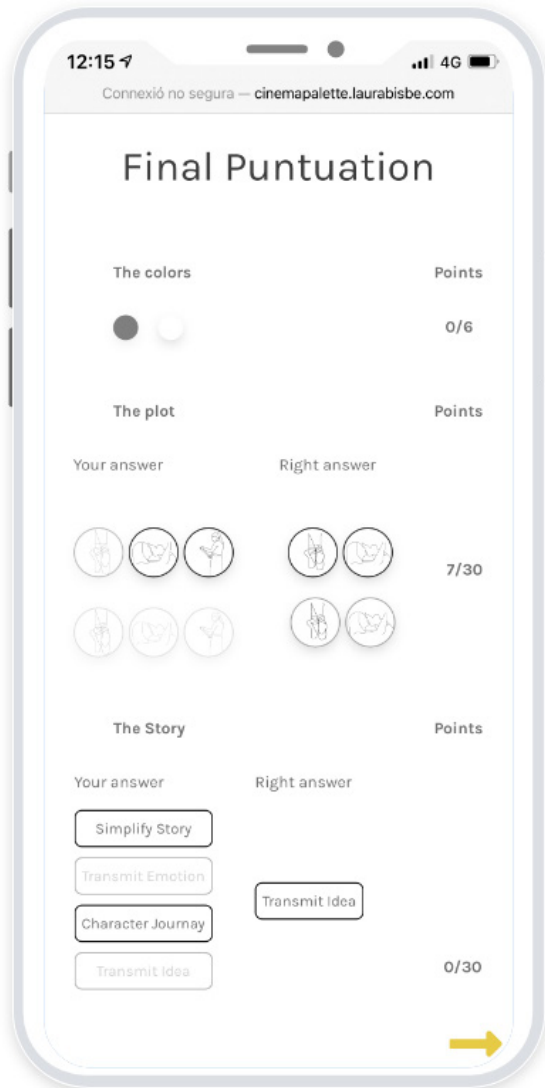 12:15
4G
Connexió no segura — cinemapalette.laurabisbe.com
Final Puntuation
The colors Points
0/6
The plot Points
Your answer Right answer
7/30
The Story Points
Your answer Right answer
Simplify Story
Transmit Emotion
Transmit Idea
Character Journay
Transmit Idea
0/30